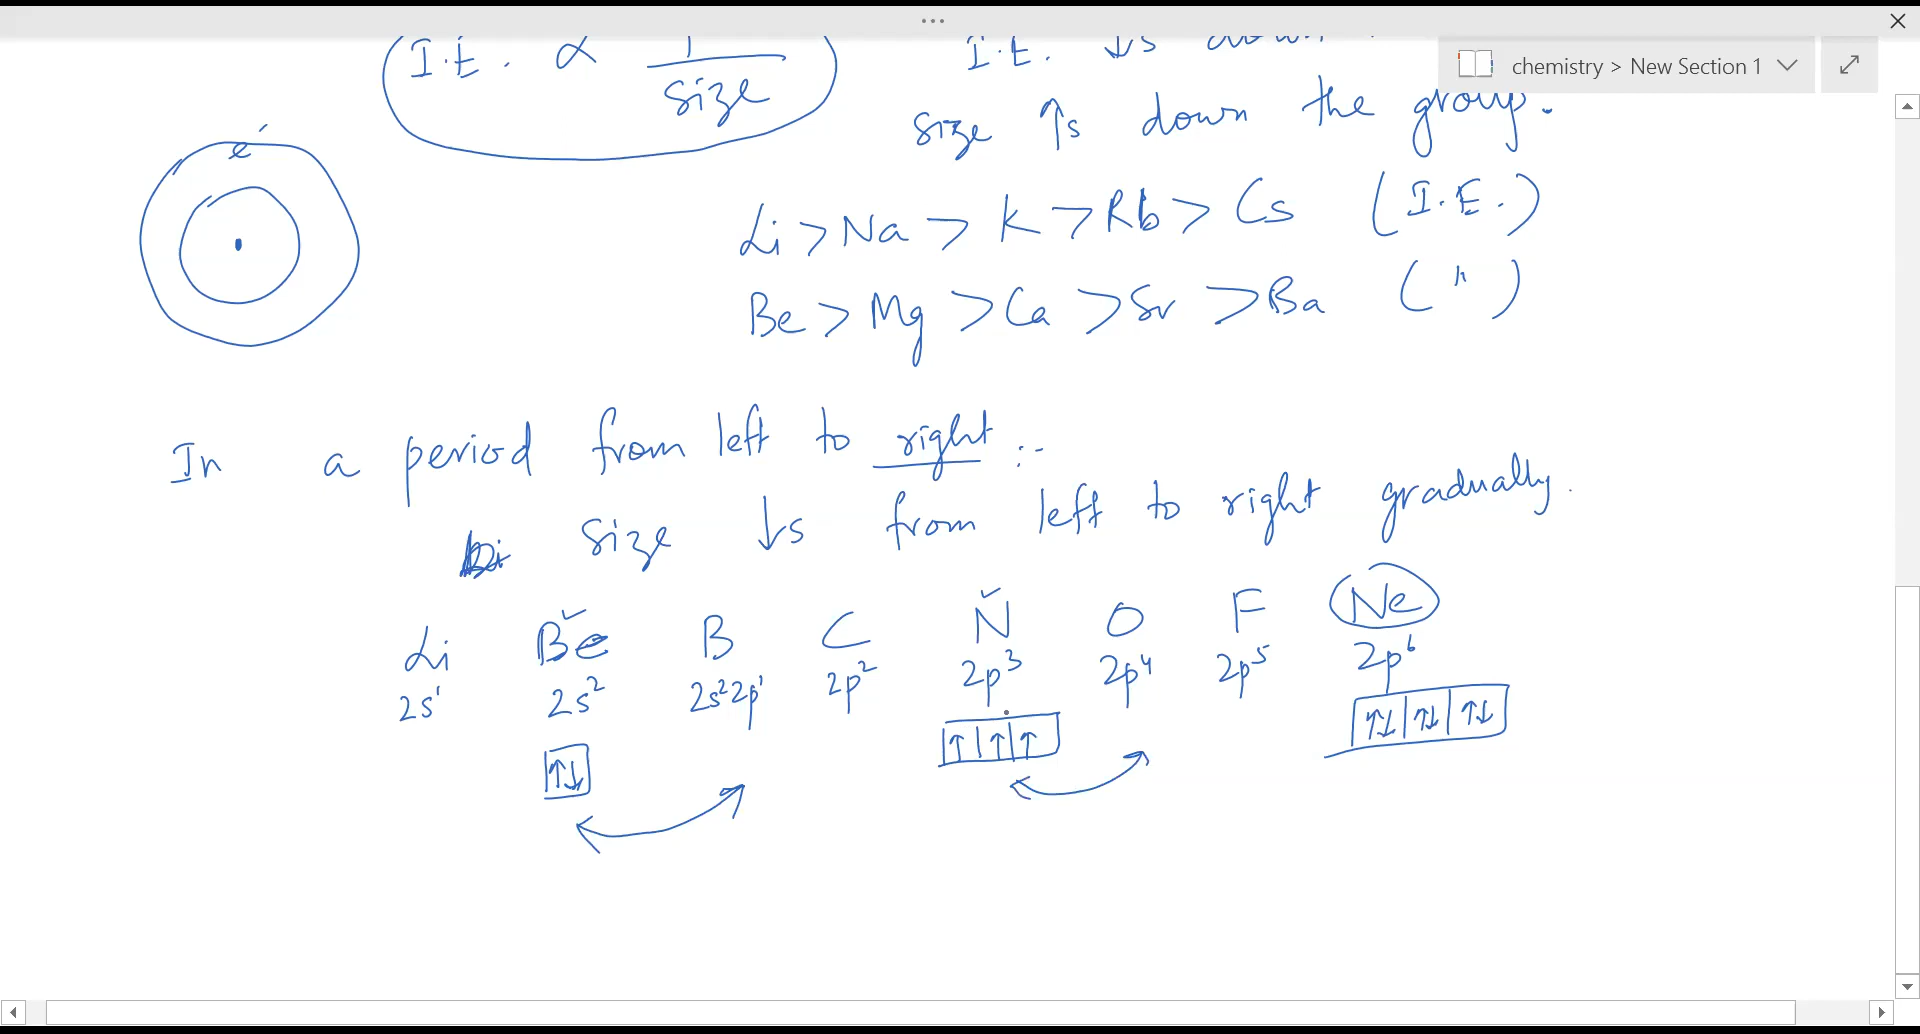 ...
I.E. ∝ 1/size I.E. ↓s down
chemistry > New Section 1
size ↑s down the group.
e⁻
Li > Na > K > Rb > Cs (I.E.)
Be > Mg > Ca > Sr > Ba ( " )
In a period from left to right :-
size ↓s from left to right gradually.
Li Be B C N O F Ne
2s¹ 2s² 2s²2p¹ 2p² 2p³ 2p⁴ 2p⁵ 2p⁶
↑↓ ↑ ↑ ↑ ↑↓ ↑↓ ↑↓